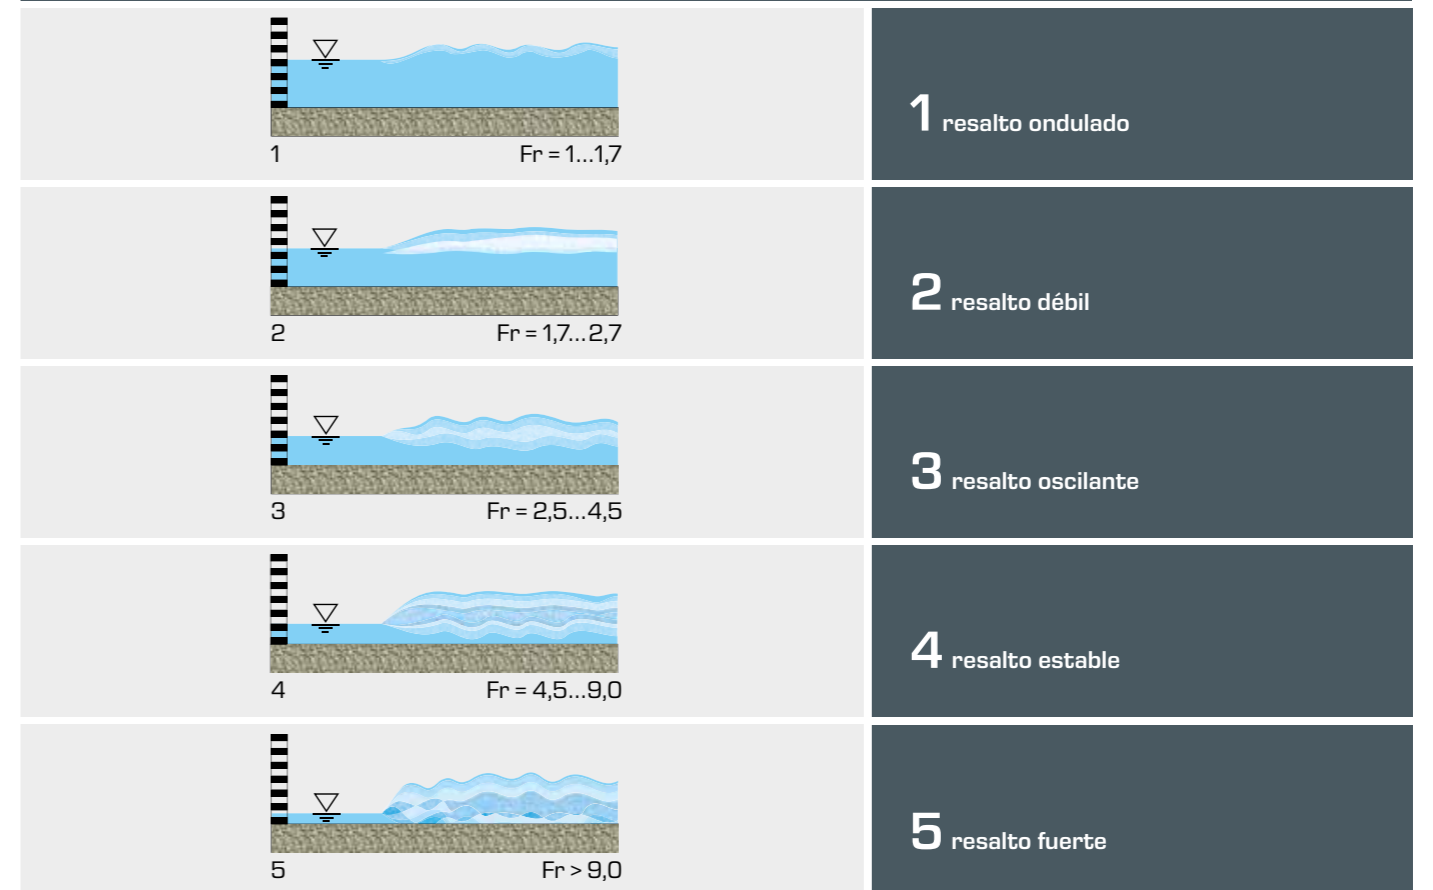 1 resalto ondulado
1 Fr = 1...1,7
2 resalto débil
2 Fr = 1,7...2,7
3 resalto oscilante
3 Fr = 2,5...4,5
4 resalto estable
4 Fr = 4,5...9,0
5 resalto fuerte
5 Fr > 9,0